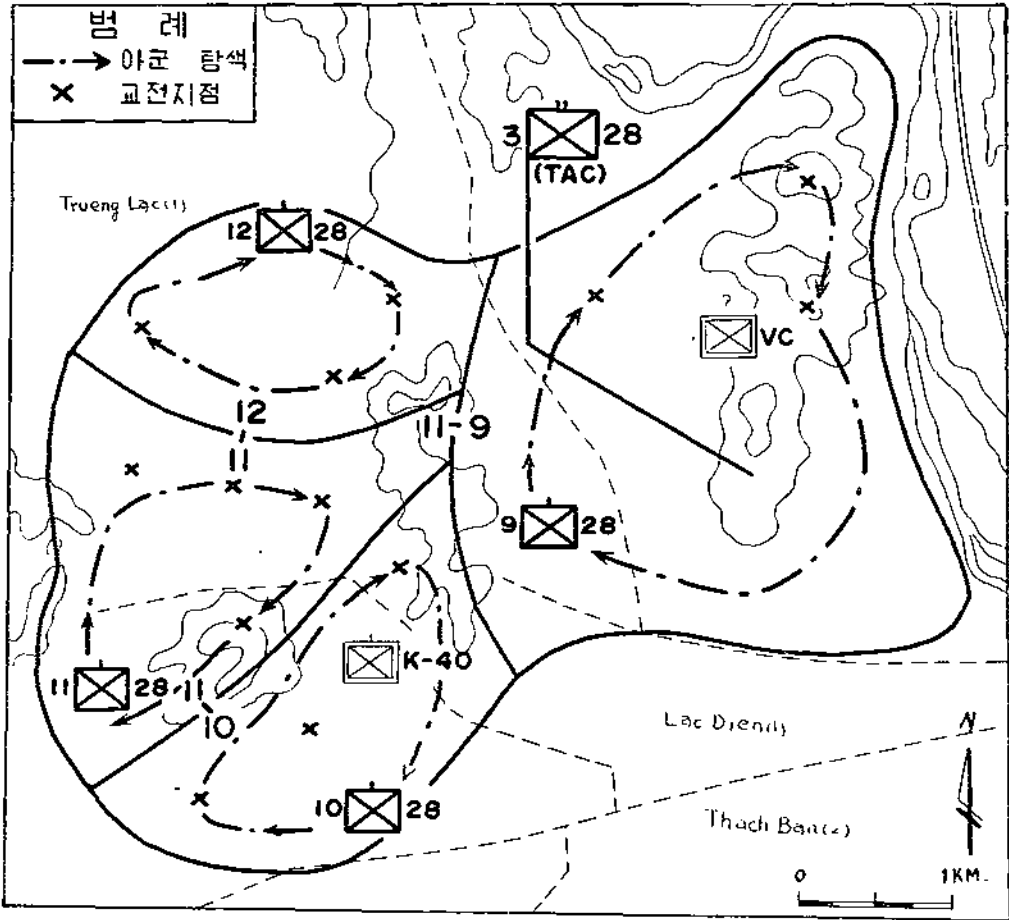 범 례
아군 탐색
교전지점
3 28
(TAC)
Trueng Lac(1)
12 28
?
VC
12
11
11-9
9 28
K-40
11 28
11
10
Lac Dien(1)
N
10 28
Thach Ban(2)
0 1KM.